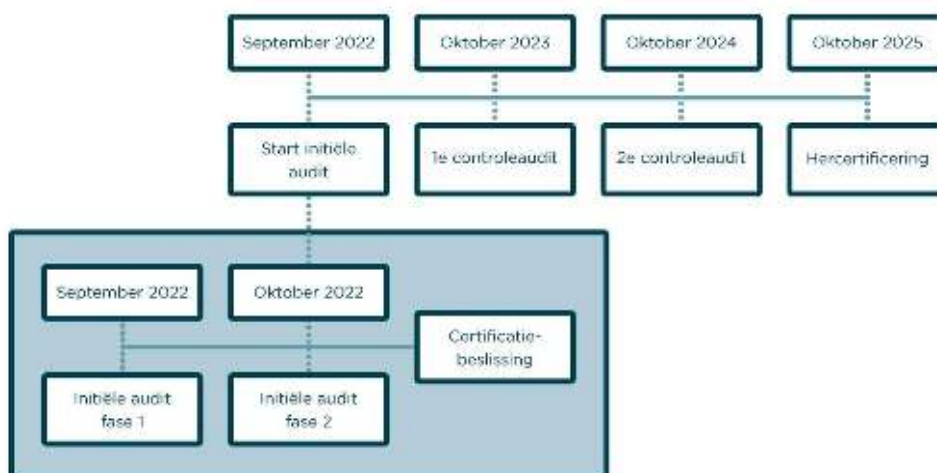 September 2022
Oktober 2023
Oktober 2024
Oktober 2025
Start initiële
audit
1e controleaudit
2e controleaudit
Hercertificering
September 2022
Oktober 2022
Certificatie-
beslissing
Initiële audit
fase 1
Initiële audit
fase 2